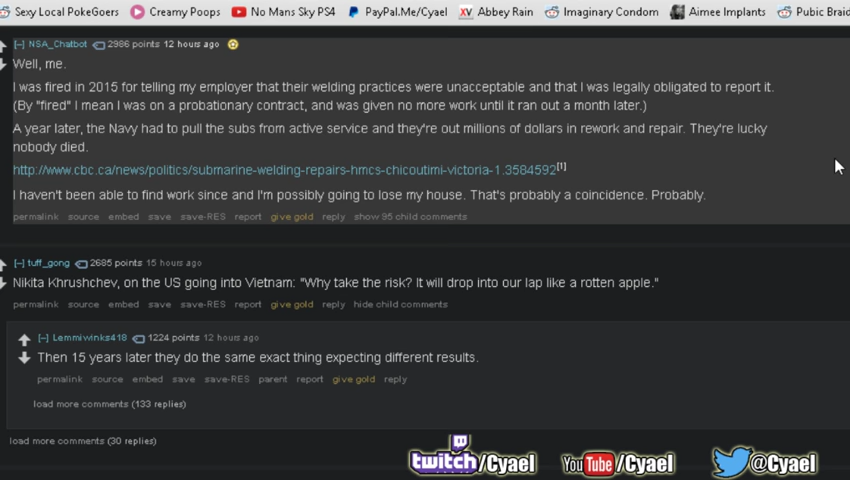 Sexy Local PokeGoers Creamy Poops No Mans Sky PS4 PayPal.Me/Cyael Abbey Rain Imaginary Condom Aimee Implants Pubic Braid
[–] NSA_Chatbot 2986 points 12 hours ago
Well, me.
I was fired in 2015 for telling my employer that their welding practices were unacceptable and that I was legally obligated to report it.
(By "fired" I mean I was on a probationary contract, and was given no more work until it ran out a month later.)
A year later, the Navy had to pull the subs from active service and they're out millions of dollars in rework and repair. They're lucky
nobody died.
http://www.cbc.ca/news/politics/submarine-welding-repairs-hmcs-chicoutimi-victoria-1.3584592[1]
I haven't been able to find work since and I'm possibly going to lose my house. That's probably a coincidence. Probably.
permalink source embed save save-RES report give gold reply show 95 child comments
[–] tuff_gong 2685 points 15 hours ago
Nikita Khrushchev, on the US going into Vietnam: "Why take the risk? It will drop into our lap like a rotten apple."
permalink source embed save save-RES report give gold reply hide child comments
[–] Lemmiwinks418 1224 points 12 hours ago
Then 15 years later they do the same exact thing expecting different results.
permalink source embed save save-RES parent report give gold reply
load more comments (133 replies)
load more comments (30 replies)
twitch/Cyael YouTube/Cyael @Cyael